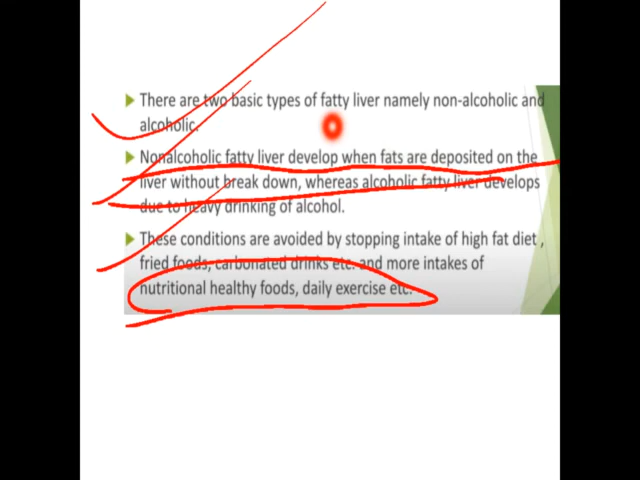 There are two basic types of fatty liver namely non-alcoholic and
alcoholic.
Nonalcoholic fatty liver develop when fats are deposited on the
liver without break down, whereas alcoholic fatty liver develops
due to heavy drinking of alcohol.
These conditions are avoided by stopping intake of high fat diet ,
fried foods, carbonated drinks etc. and more intakes of
nutritional healthy foods, daily exercise etc.